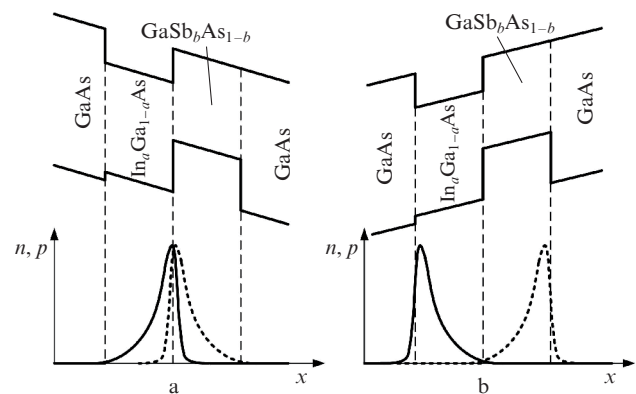 GaSb_bAs_{1–b}
GaAs
In_aGa_{1–a}As
GaAs
n, p
x
a
GaSb_bAs_{1–b}
GaAs
In_aGa_{1–a}As
GaAs
n, p
x
b